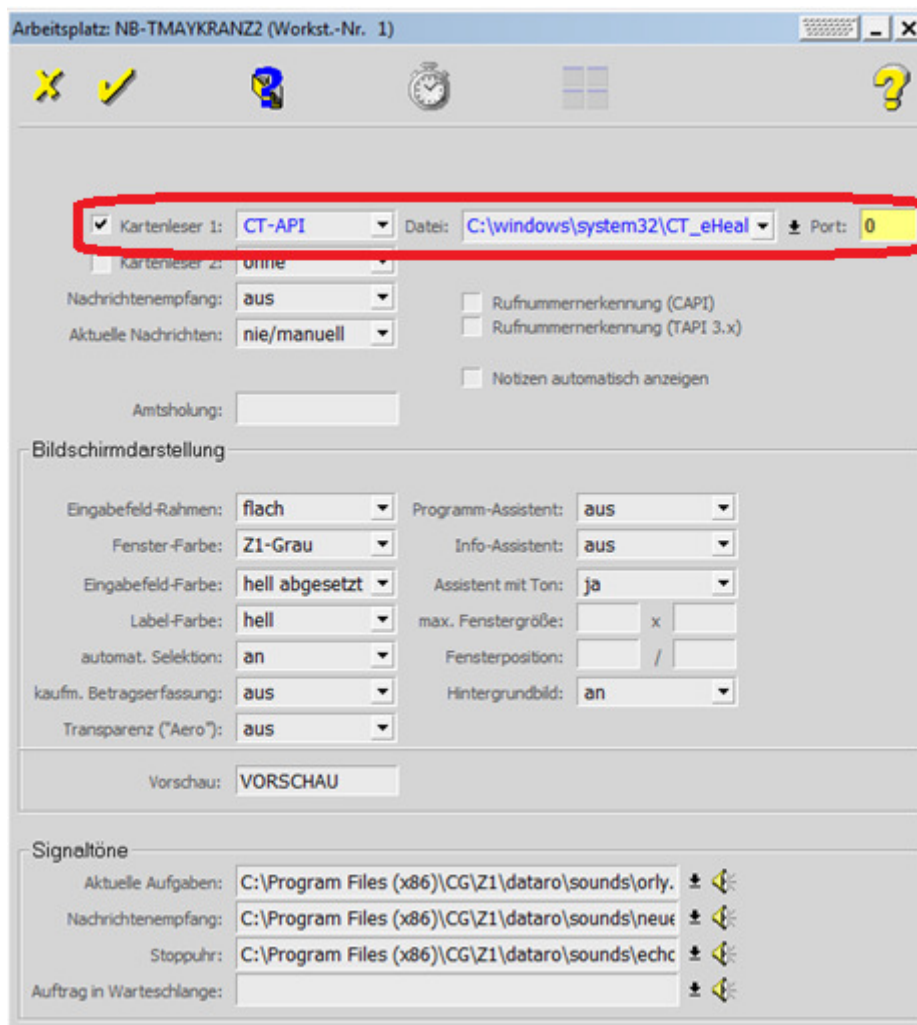 Arbeitsplatz: NB-TMAYKRANZ2 (Workst.-Nr. 1)
Kartenleser 1: CT-API Datei: C:\windows\system32\CT_eHeal Port: 0
Kartenleser 2: ohne
Nachrichtenempfang: aus Rufnummernerkennung (CAPI)
Aktuelle Nachrichten: nie/manuell Rufnummernerkennung (TAPI 3.x)
Notizen automatisch anzeigen
Amtsholung:
Bildschirmdarstellung
Eingabefeld-Rahmen: flach Programm-Assistent: aus
Fenster-Farbe: Z1-Grau Info-Assistent: aus
Eingabefeld-Farbe: hell abgesetzt Assistent mit Ton: ja
Label-Farbe: hell max. Fenstergröße: x
automat. Selektion: an Fensterposition: /
kaufm. Betragserfassung: aus Hintergrundbild: an
Transparenz ("Aero"): aus
Vorschau: VORSCHAU
Signaltöne
Aktuelle Aufgaben: C:\Program Files (x86)\CG\Z1\dataro\sounds\orly.
Nachrichtenempfang: C:\Program Files (x86)\CG\Z1\dataro\sounds\neue
Stoppuhr: C:\Program Files (x86)\CG\Z1\dataro\sounds\echo
Auftrag in Warteschlange: